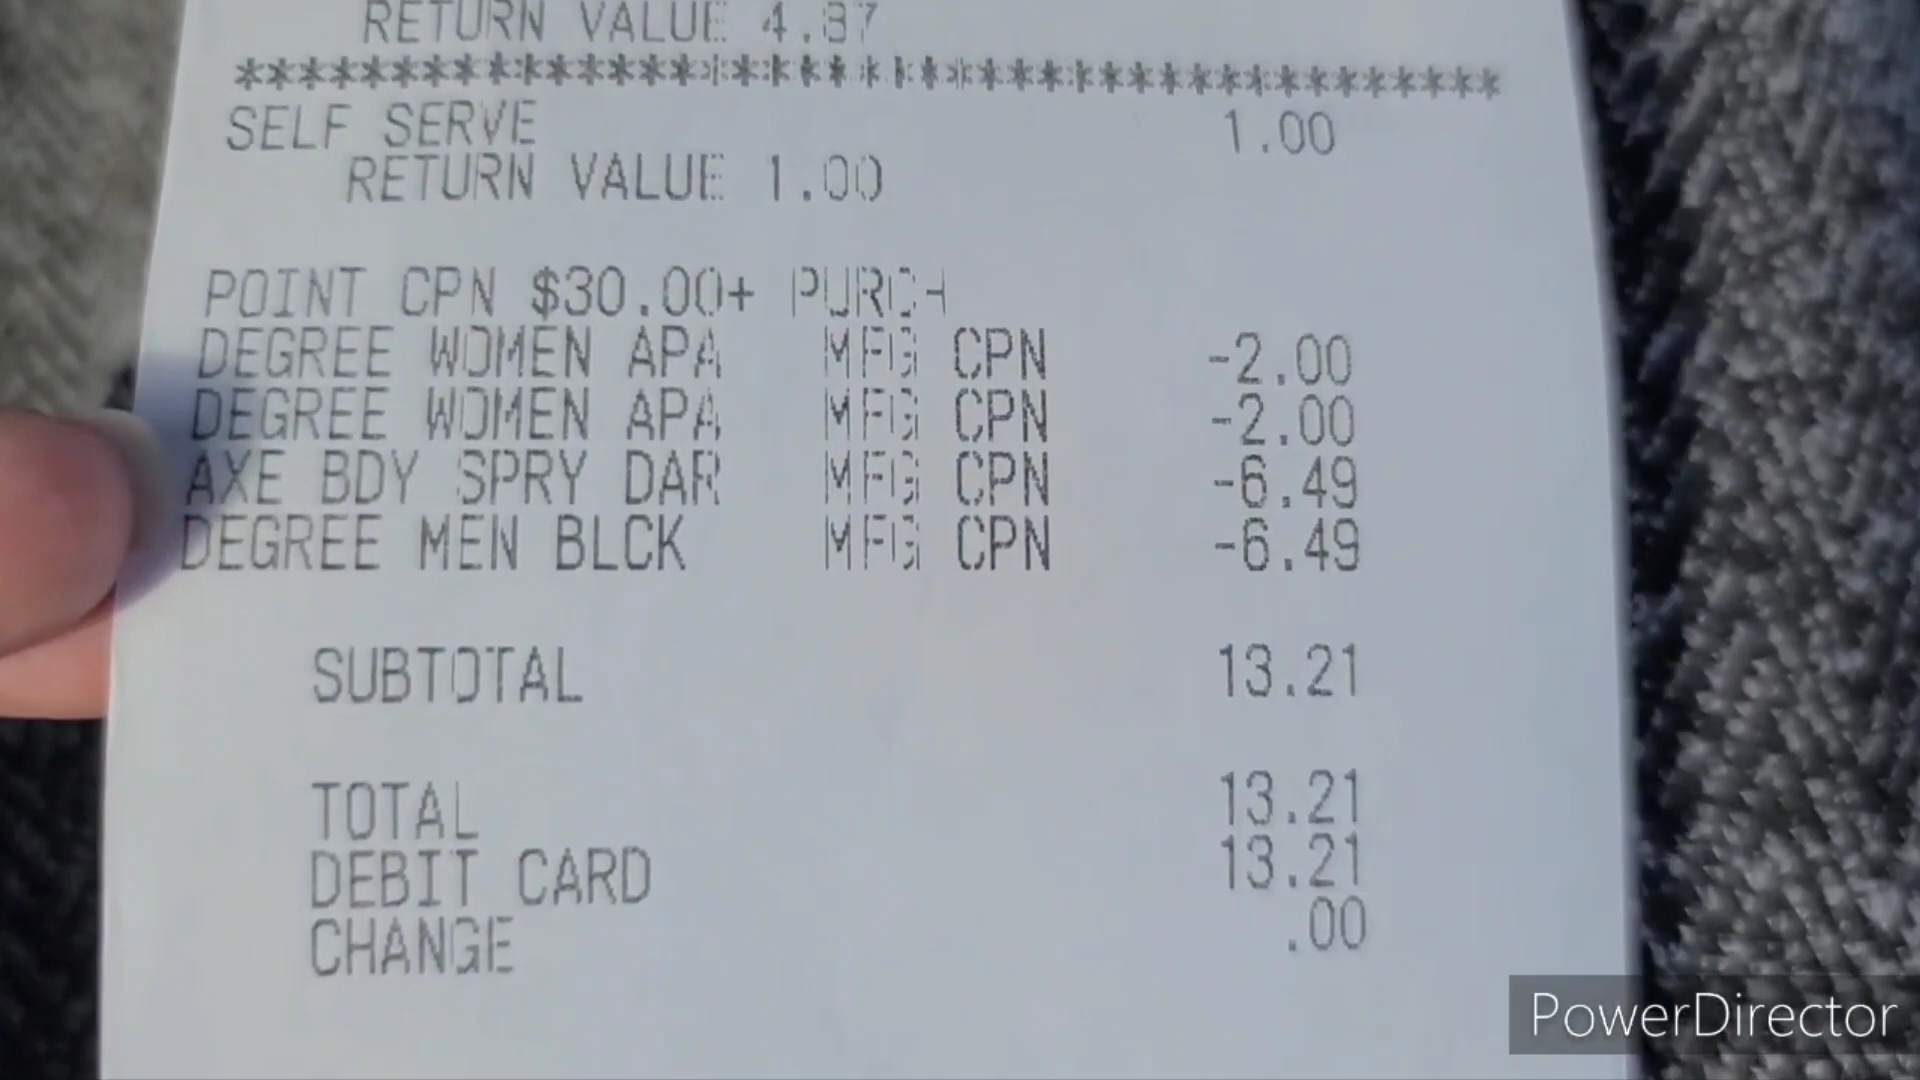 RETURN VALUE 4.87
*****************************************
SELF SERVE 1.00
RETURN VALUE 1.00
POINT CPN $30.00+ PURCH
DEGREE WOMEN APA MFG CPN -2.00
DEGREE WOMEN APA MFG CPN -2.00
AXE BDY SPRY DAR MFG CPN -6.49
DEGREE MEN BLCK MFG CPN -6.49
SUBTOTAL 13.21
TOTAL 13.21
DEBIT CARD 13.21
CHANGE .00
PowerDirector